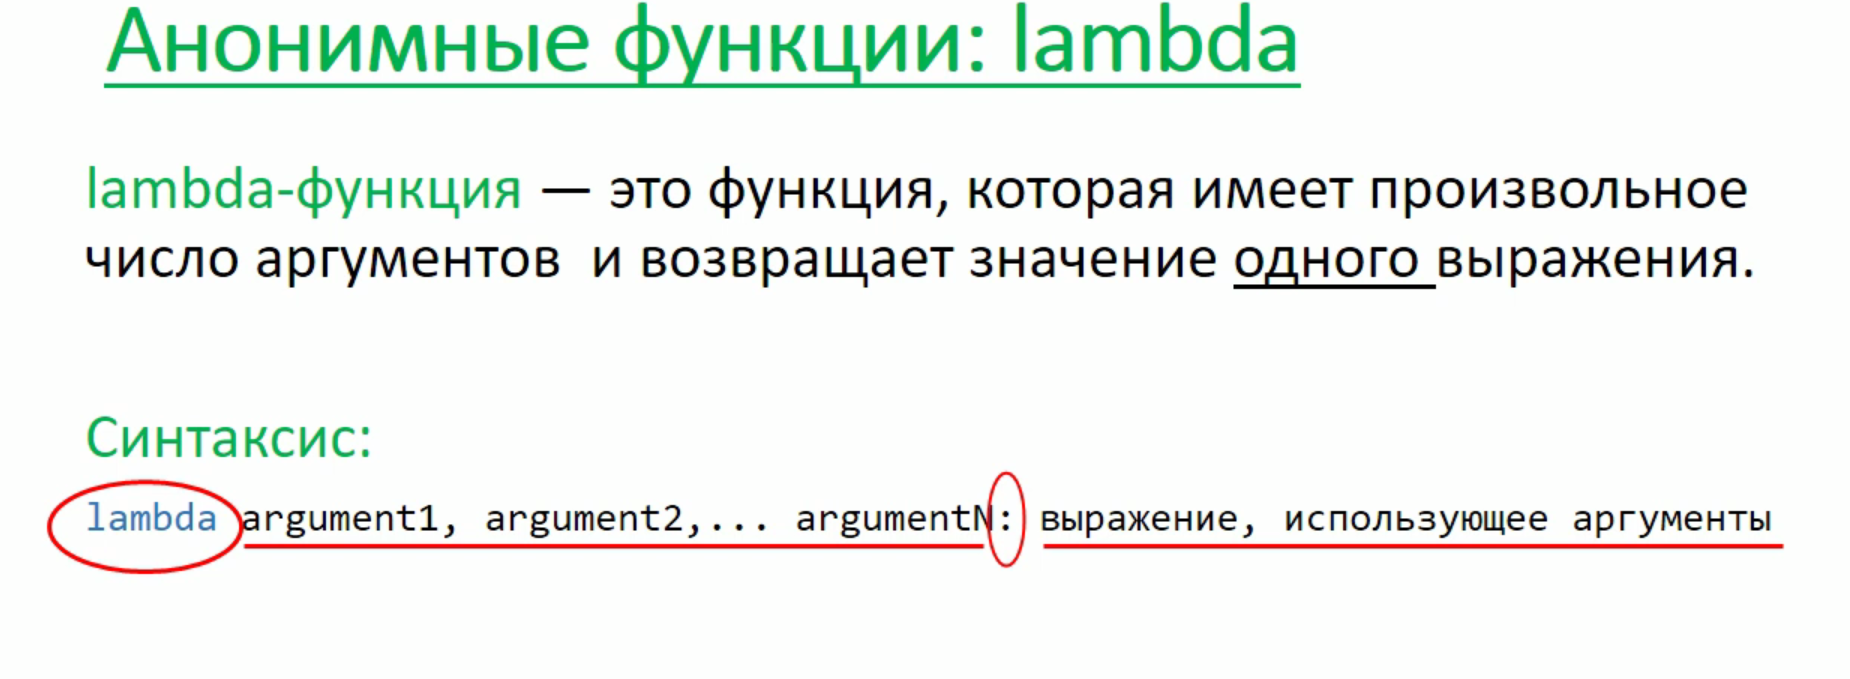 Анонимные функции: lambda
lambda-функция — это функция, которая имеет произвольное
число аргументов  и возвращает значение одного выражения.
Синтаксис:
lambda argument1, argument2,... argumentN: выражение, использующее аргументы